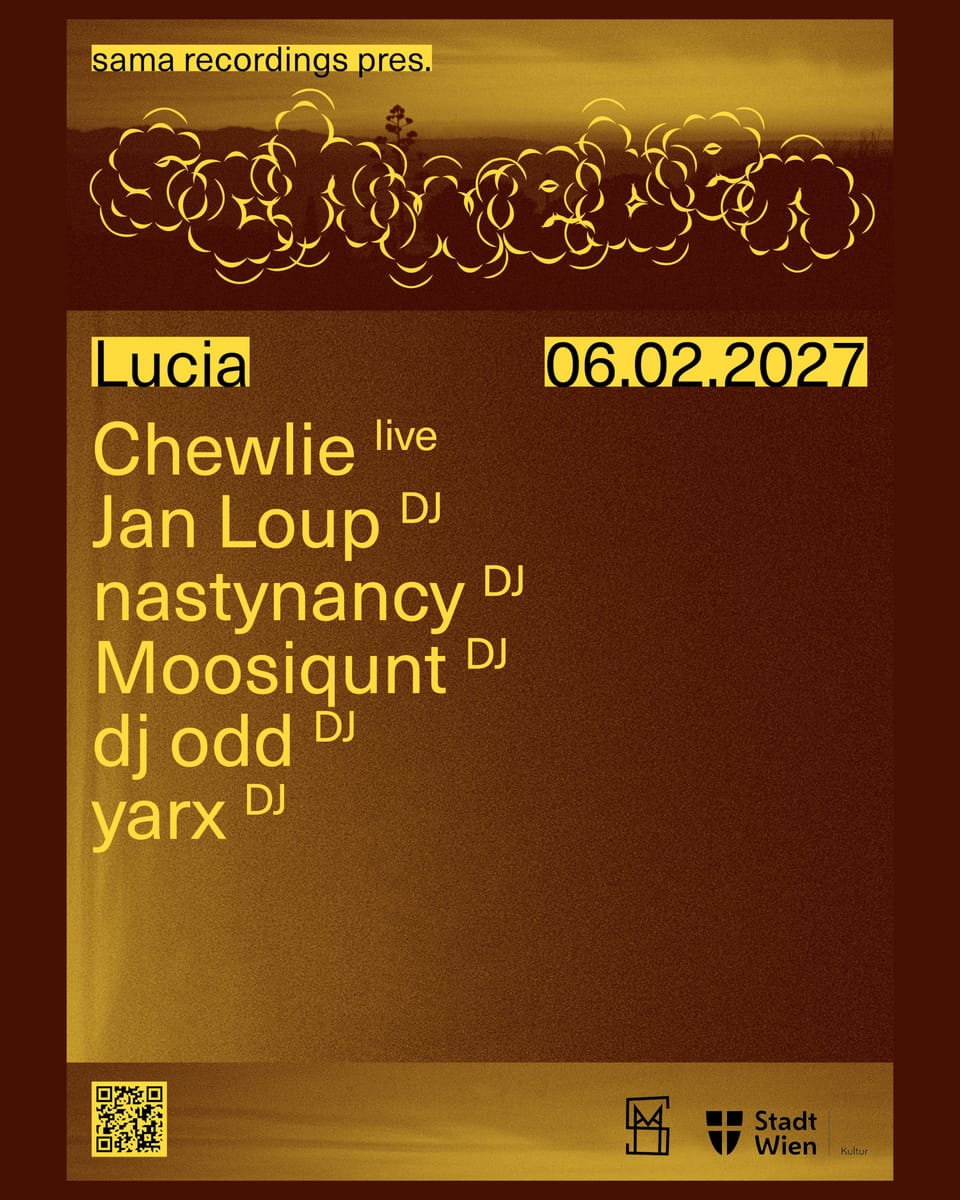 sama recordings pres.
schweben
Lucia
06.02.2027
Chewlie live
Jan Loup DJ
nastynancy DJ
Moosiqunt DJ
dj odd DJ
yarx DJ
Stadt
Wien
Kultur